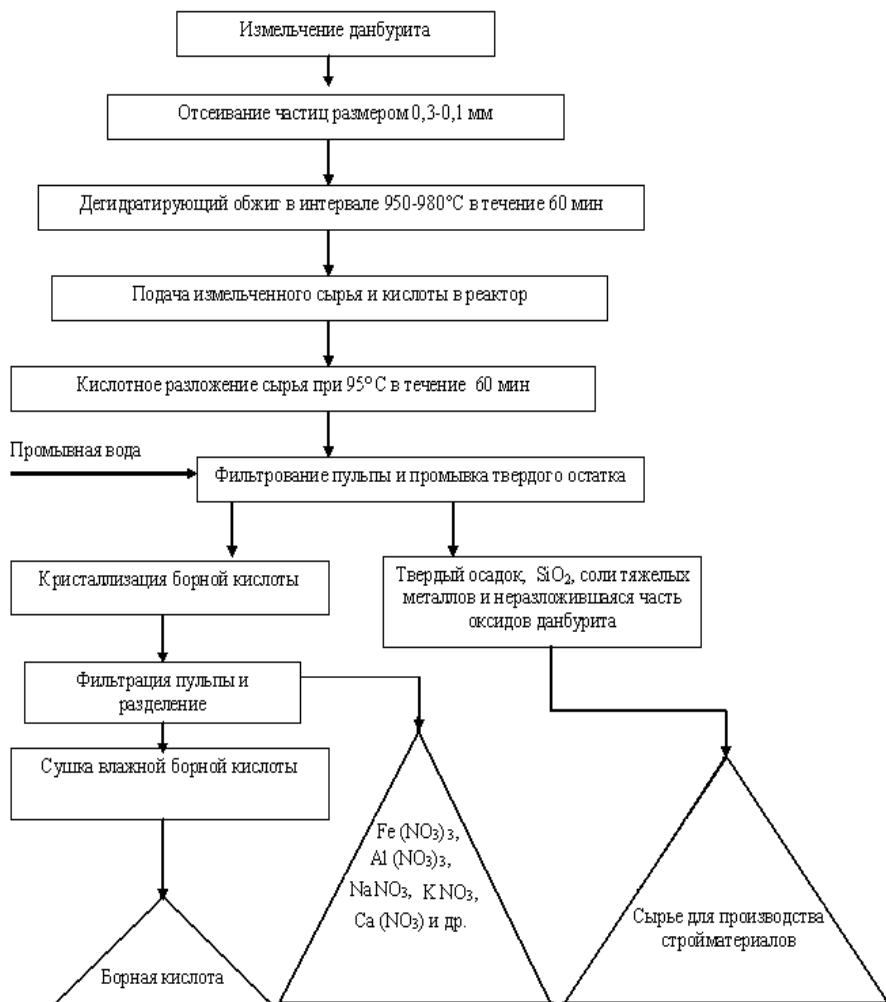 Измельчение данбурита
Отсеивание частиц размером 0,3-0,1 мм
Дегидратирующий обжиг в интервале 950-980°С в течение 60 мин
Подача измельченного сырья и кислоты в реактор
Кислотное разложение сырья при 95°С в течение 60 мин
Промывная вода
Фильтрование пульпы и промывка твердого остатка
Кристаллизация борной кислоты
Твердый осадок, SiO₂, соли тяжелых
металлов и неразложившаяся часть
оксидов данбурита
Фильтрация пульпы и
разделение
Сушка влажной борной кислоты
Fe (NO₃)₃,
Al (NO₃)₃,
NaNO₃, KNO₃,
Ca (NO₃) и др.
Сырье для производства
стройматериалов
Борная кислота